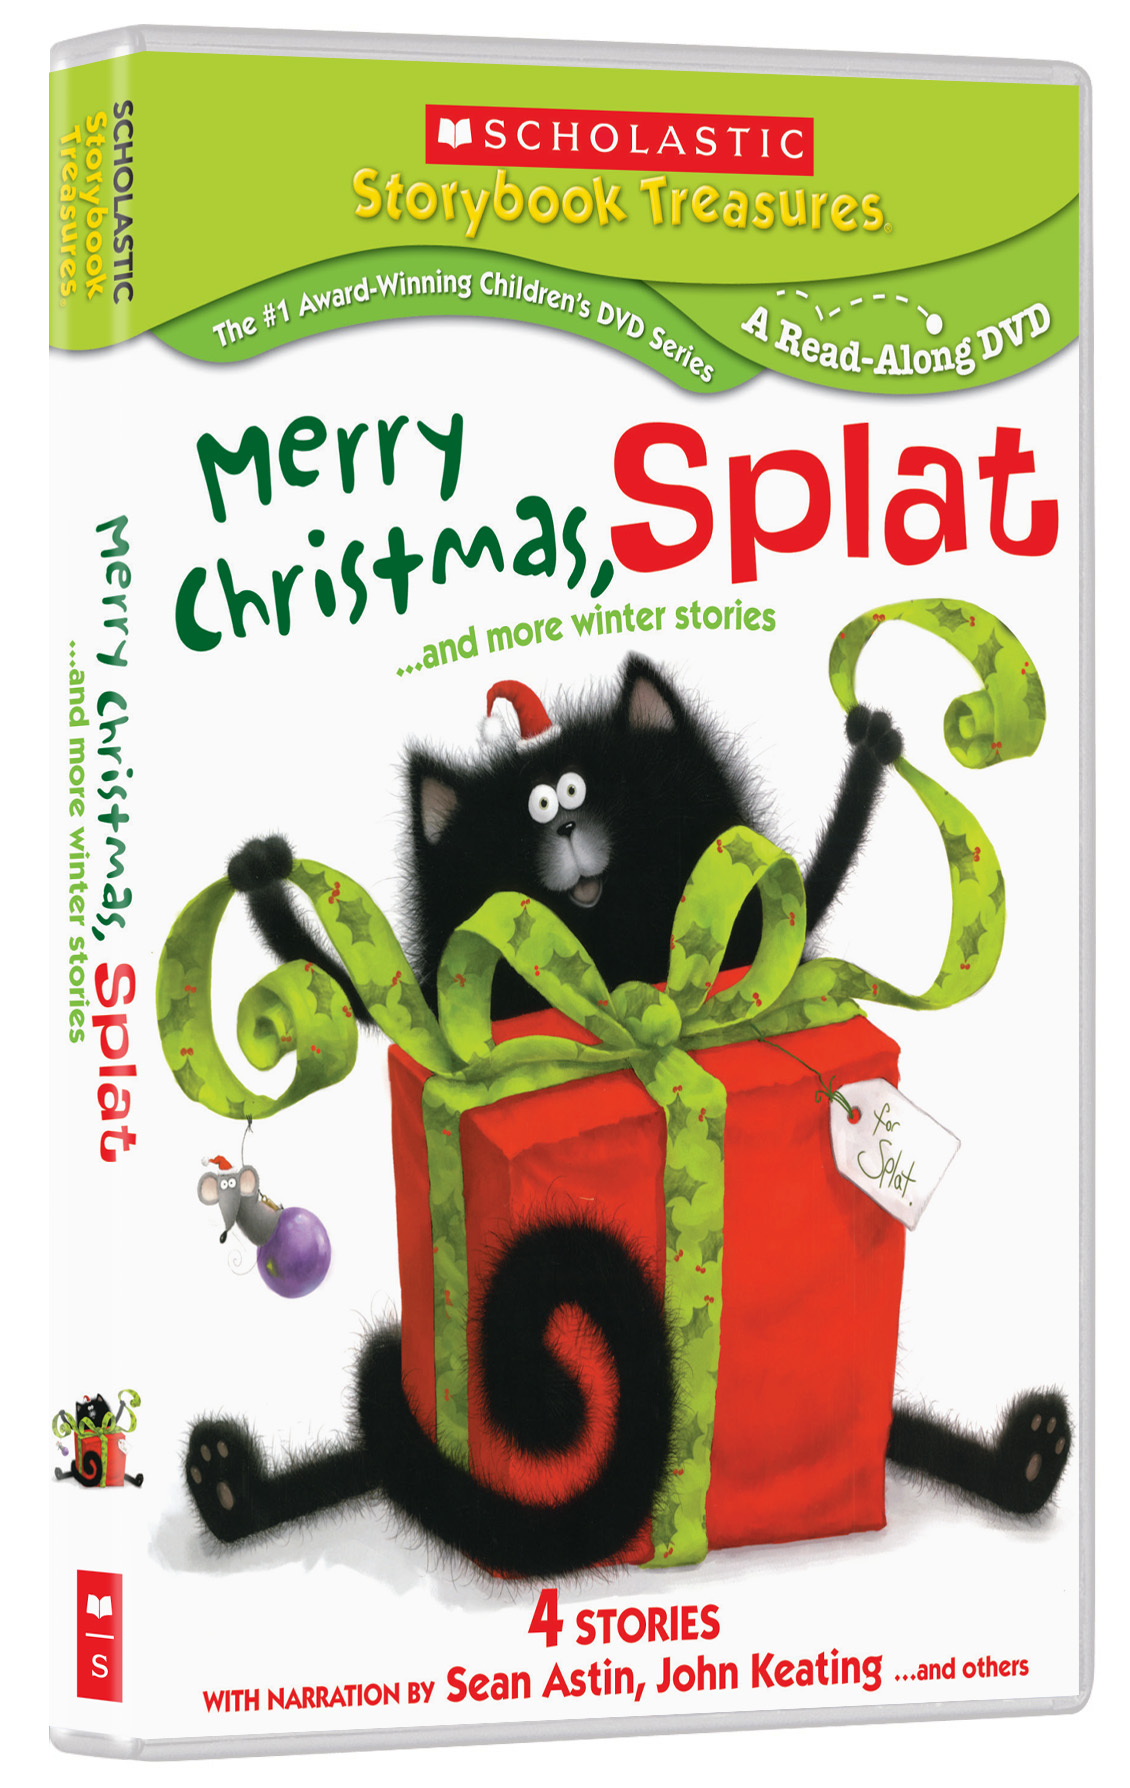 SCHOLASTIC
Storybook Treasures®
The #1 Award-Winning Children's DVD Series
A Read-Along DVD
Merry
Christmas, Splat
...and more winter stories
for
Splat.
4 STORIES
WITH NARRATION BY Sean Astin, John Keating ...and others
SCHOLASTIC
Storybook
Treasures®
Merry Christmas, Splat
...and more winter stories
S